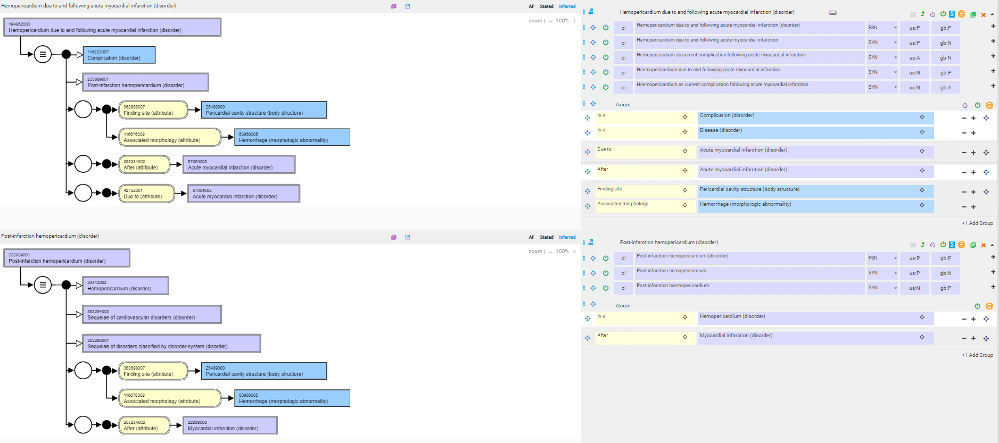 Hemopericardium due to and following acute myocardial infarction (disorder)
AF Stated Inferred
zoom | – 100% +
194862000
Hemopericardium due to and following acute myocardial infarction (disorder)
116223007
Complication (disorder)
233889001
Post-infarction hemopericardium (disorder)
363698007
Finding site (attribute)
25489000
Pericardial cavity structure (body structure)
116676008
Associated morphology (attribute)
50960005
Hemorrhage (morphologic abnormality)
255234002
After (attribute)
57054005
Acute myocardial infarction (disorder)
42752001
Due to (attribute)
57054005
Acute myocardial infarction (disorder)
Hemopericardium due to and following acute myocardial infarction (disorder)
S
ci Hemopericardium due to and following acute myocardial infarction (disorder) FSN us:P gb:P
ci Hemopericardium due to and following acute myocardial infarction SYN us:P gb:N
ci Hemopericardium as current complication following acute myocardial infarction SYN us:A gb:N
ci Haemopericardium due to and following acute myocardial infarction SYN us:N gb:P
ci Haemopericardium as current complication following acute myocardial infarction SYN us:N gb:A
Axiom
Is a Complication (disorder)
Is a Disease (disorder)
Due to Acute myocardial infarction (disorder)
After Acute myocardial infarction (disorder)
Finding site Pericardial cavity structure (body structure)
Associated morphology Hemorrhage (morphologic abnormality)
+1 Add Group
Post-infarction hemopericardium (disorder)
AF Stated Inferred
zoom | – 100% +
233889001
Post-infarction hemopericardium (disorder)
23412002
Hemopericardium (disorder)
363294003
Sequelae of cardiovascular disorders (disorder)
363296001
Sequelae of disorders classified by disorder-system (disorder)
363698007
Finding site (attribute)
25489000
Pericardial cavity structure (body structure)
116676008
Associated morphology (attribute)
50960005
Hemorrhage (morphologic abnormality)
255234002
After (attribute)
22298006
Myocardial infarction (disorder)
Post-infarction hemopericardium (disorder)
S
ci Post-infarction hemopericardium (disorder) FSN us:P gb:P
ci Post-infarction hemopericardium SYN us:P gb:N
ci Post-infarction haemopericardium SYN us:N gb:P
Axiom
Is a Hemopericardium (disorder)
After Myocardial infarction (disorder)
+1 Add Group